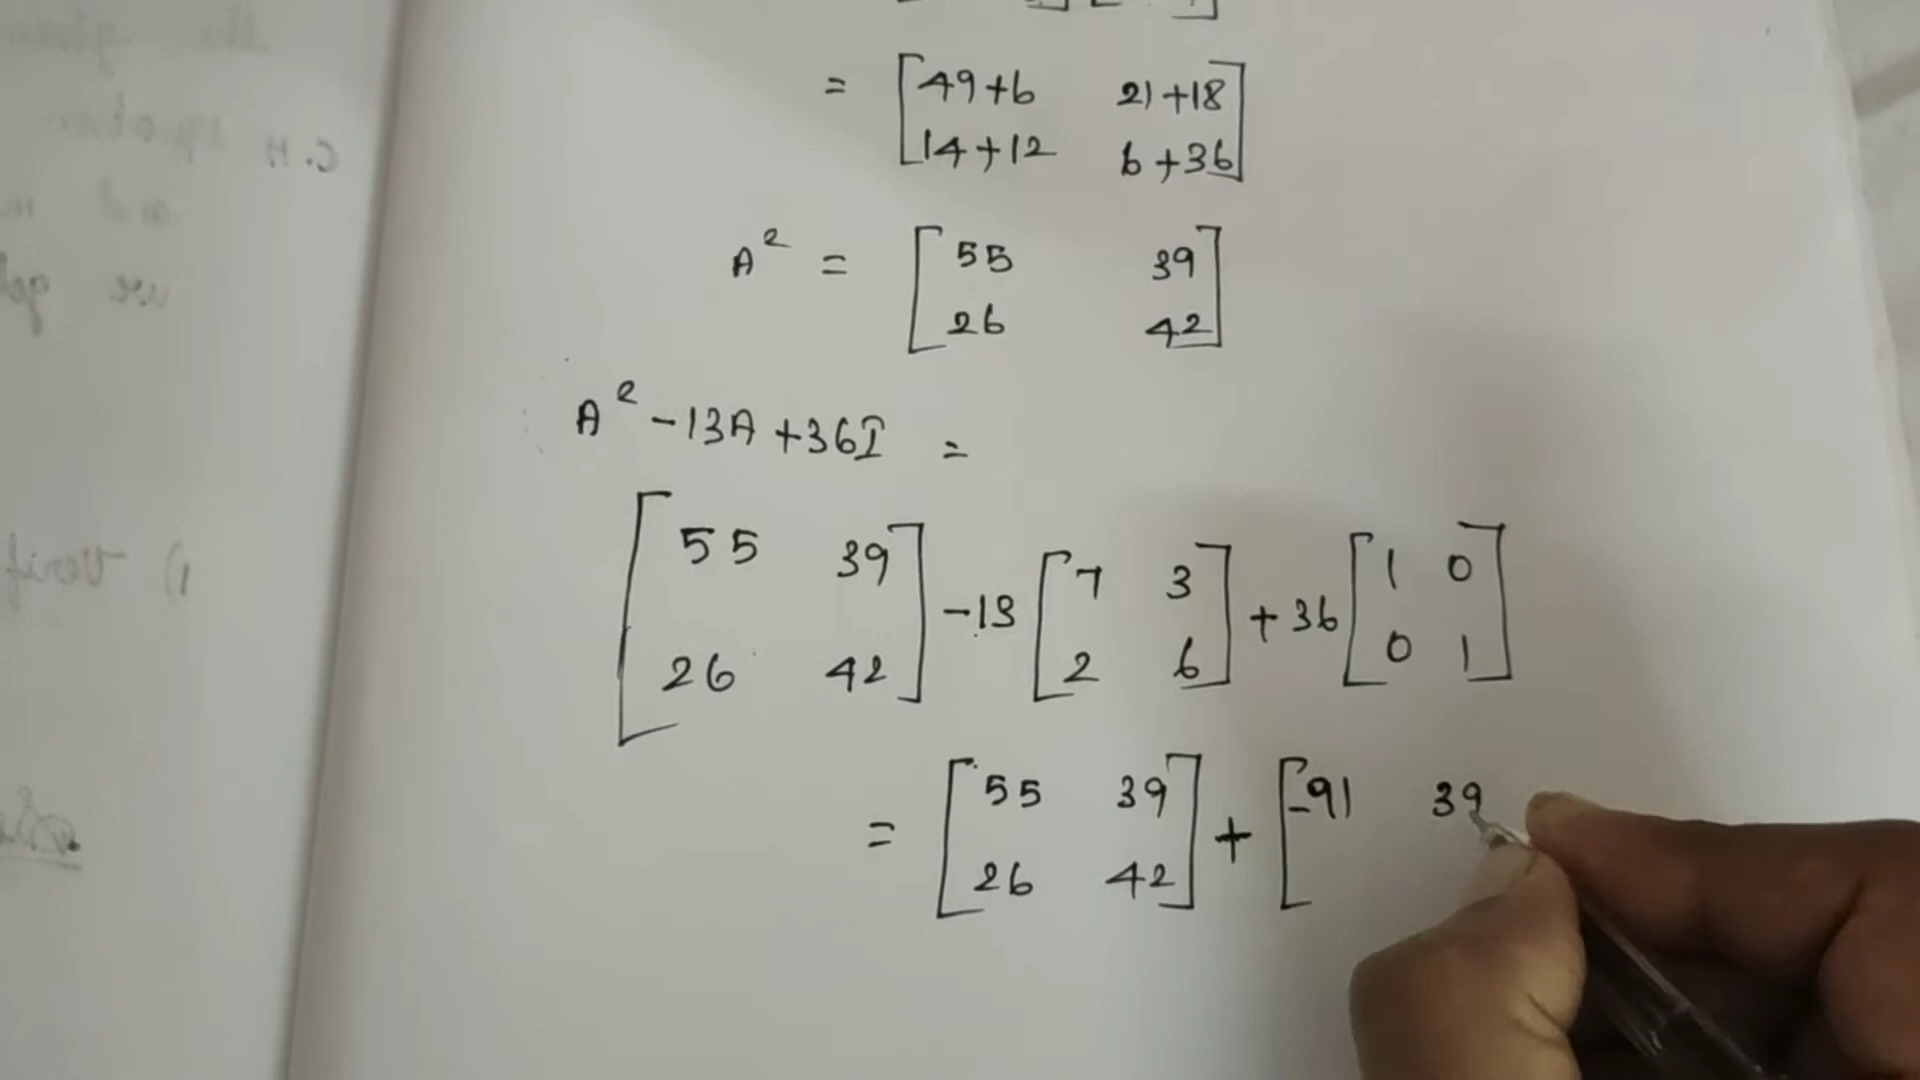 = [49+6 21+18
14+12 6+36]
A² = [55 39
26 42]
A² -13A +36I =
[55 39
26 42] -13 [7 3
2 6] +36 [1 0
0 1]
= [55 39
26 42] + [-91 39